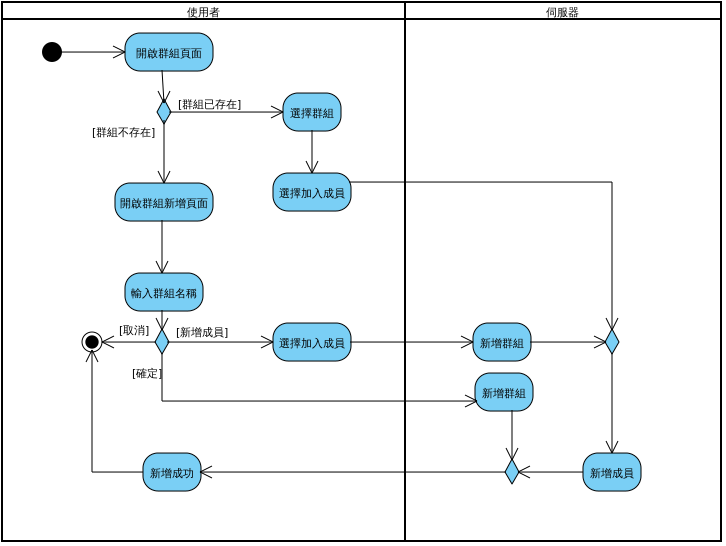 使用者
伺服器
開啟群組頁面
[群組已存在]
選擇群組
[群組不存在]
選擇加入成員
開啟群組新增頁面
輸入群組名稱
[取消]
[新增成員]
選擇加入成員
新增群組
[確定]
新增群組
新增成功
新增成員